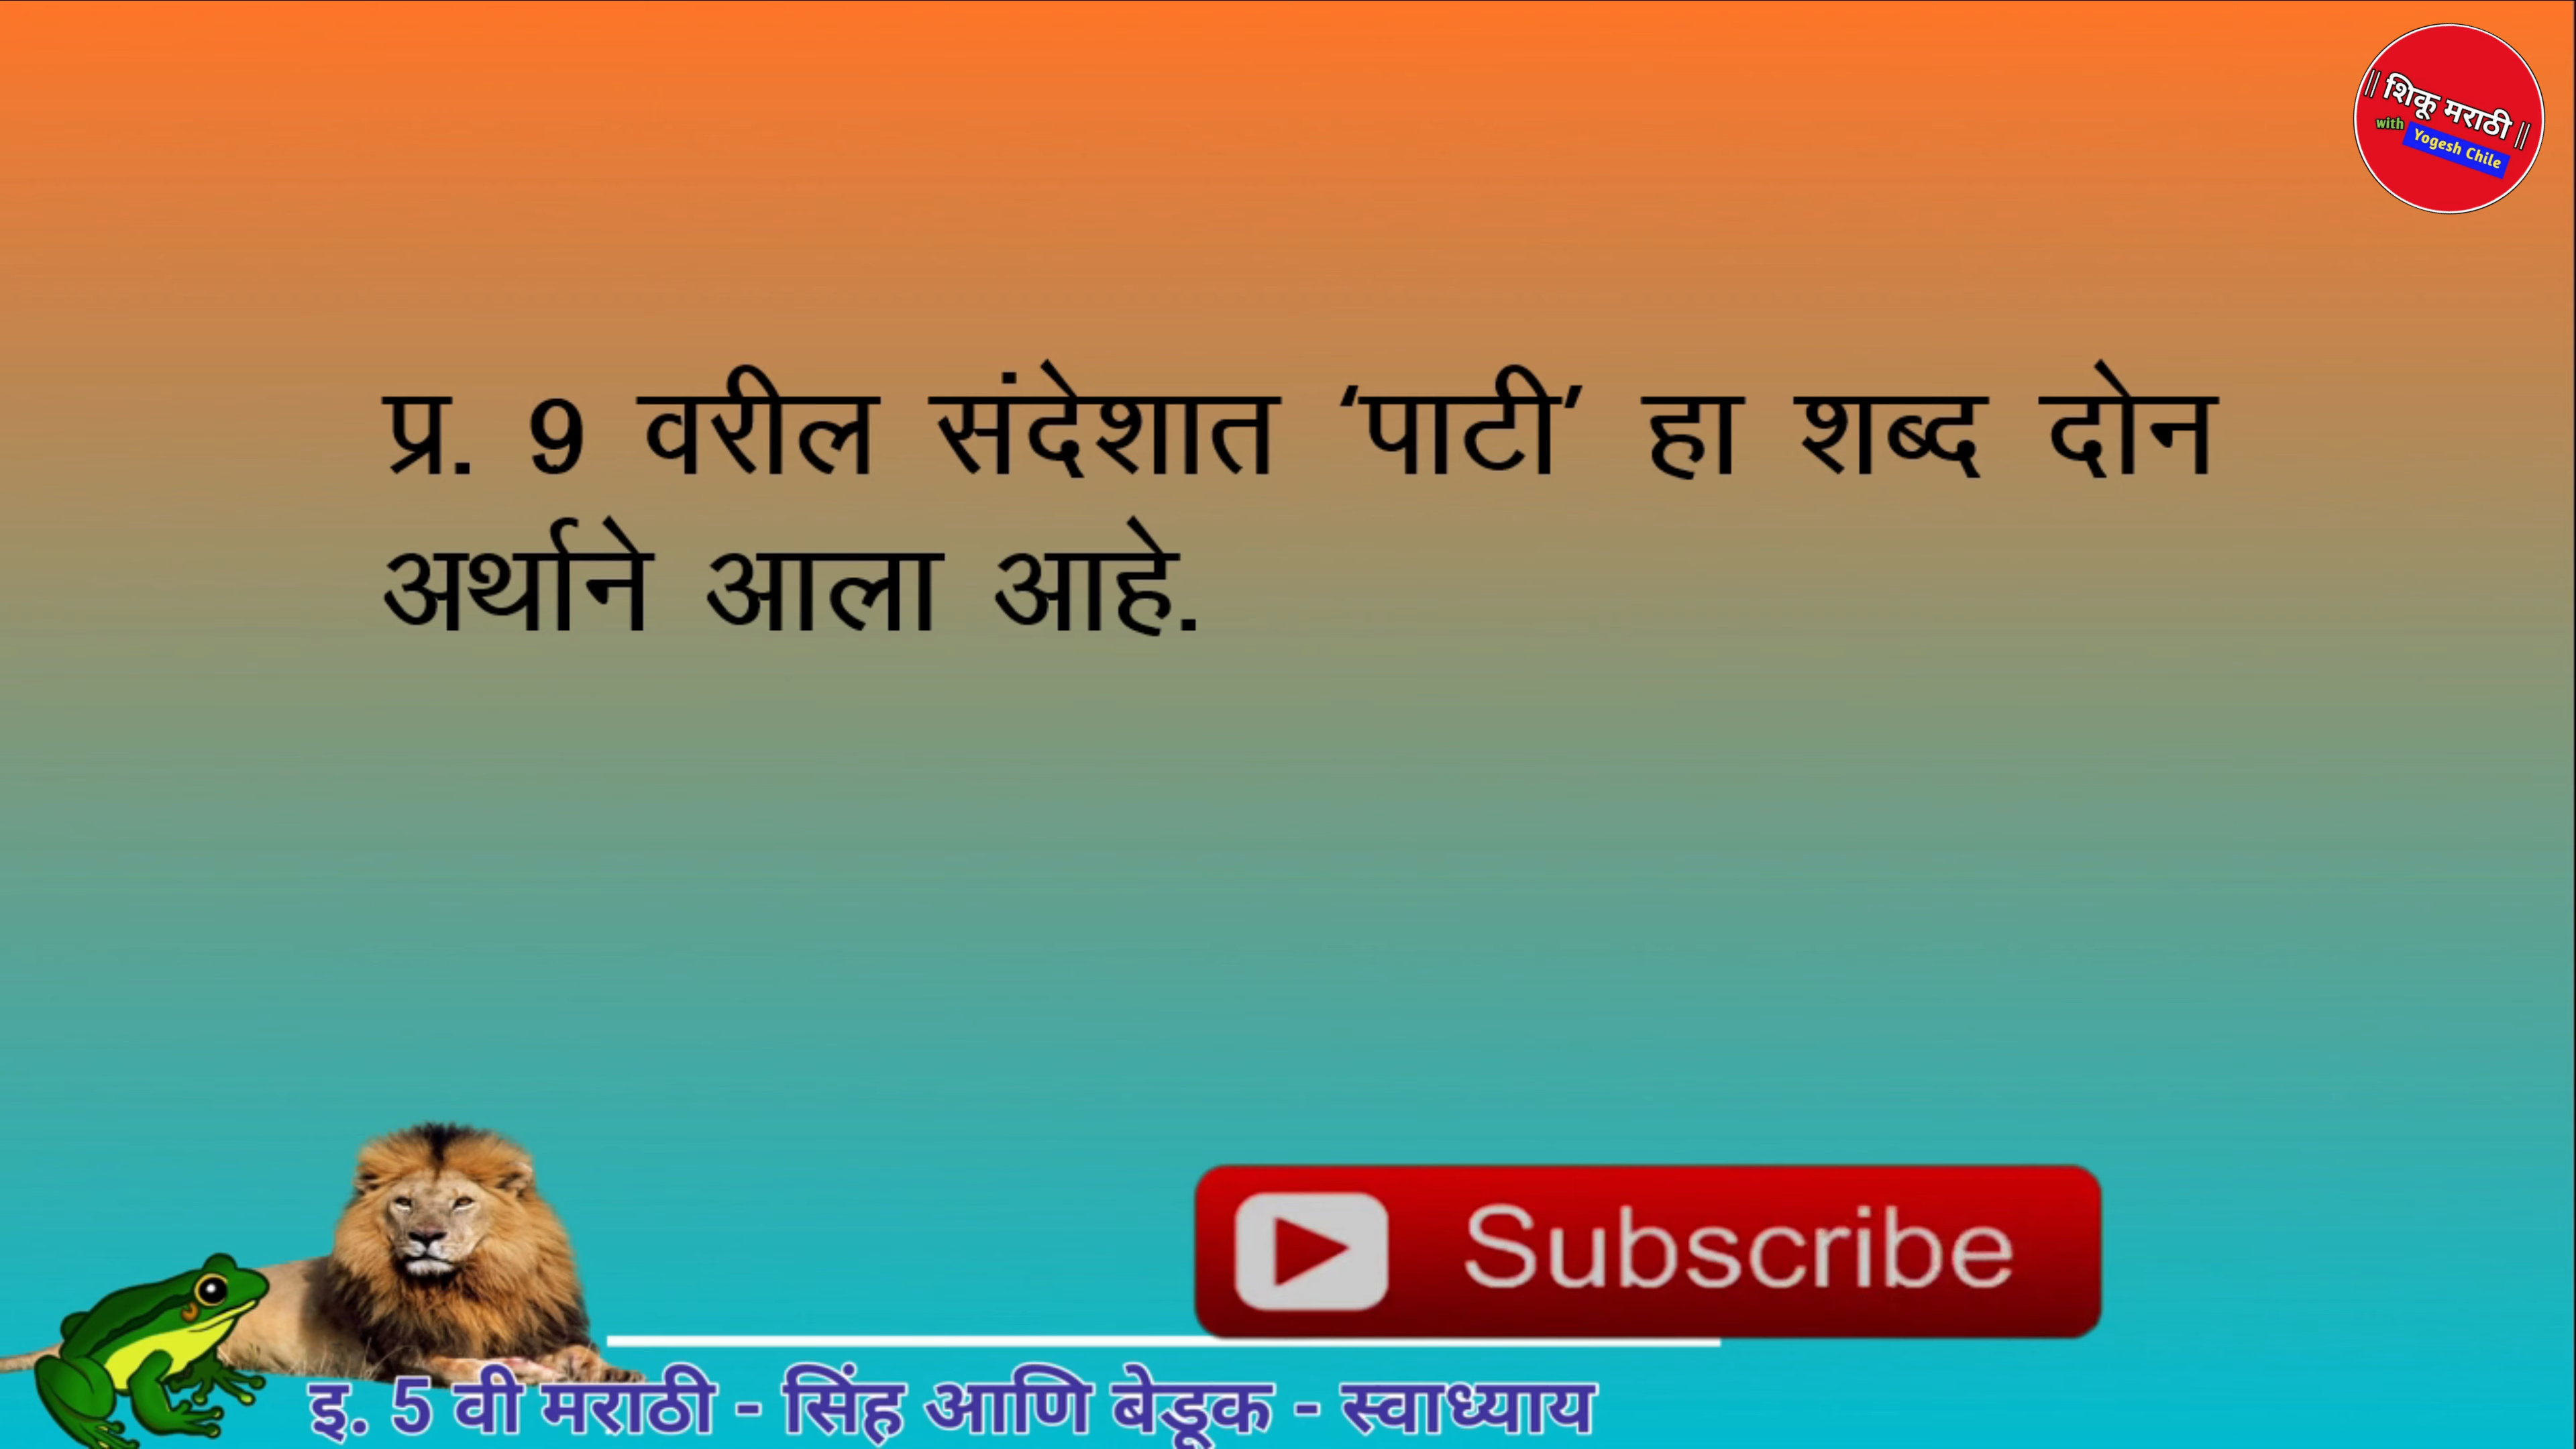 || शिकू मराठी ||
with Yogesh Chile
प्र. 9 वरील संदेशात ‘पाटी’ हा शब्द दोन
अर्थाने आला आहे.
Subscribe
इ. 5 वी मराठी - सिंह आणि बेडूक - स्वाध्याय